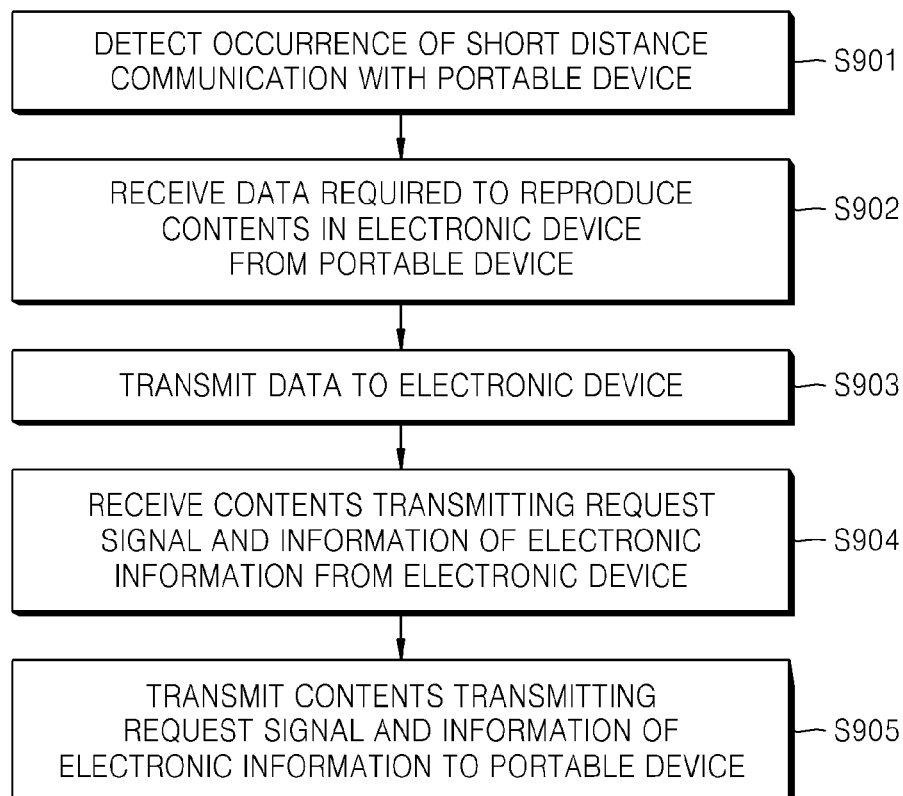 DETECT OCCURRENCE OF SHORT DISTANCE
COMMUNICATION WITH PORTABLE DEVICE
S901
RECEIVE DATA REQUIRED TO REPRODUCE
CONTENTS IN ELECTRONIC DEVICE
FROM PORTABLE DEVICE
S902
TRANSMIT DATA TO ELECTRONIC DEVICE
S903
RECEIVE CONTENTS TRANSMITTING REQUEST
SIGNAL AND INFORMATION OF ELECTRONIC
INFORMATION FROM ELECTRONIC DEVICE
S904
TRANSMIT CONTENTS TRANSMITTING
REQUEST SIGNAL AND INFORMATION OF
ELECTRONIC INFORMATION TO PORTABLE DEVICE
S905